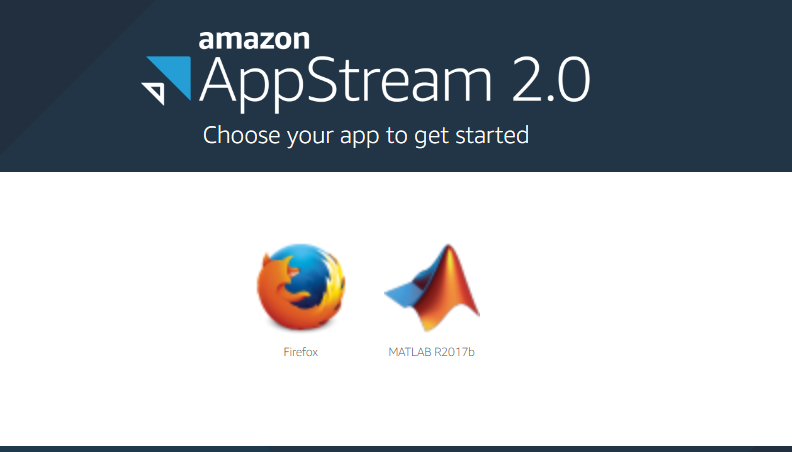 amazon
AppStream 2.0
Choose your app to get started
Firefox
MATLAB R2017b